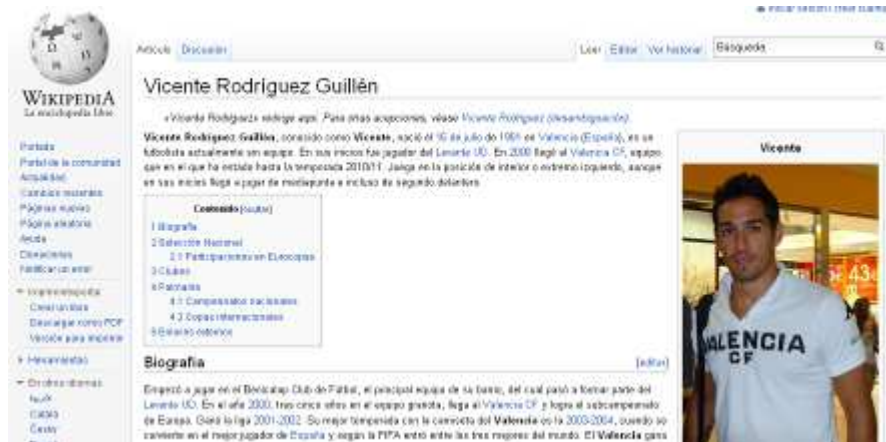 Artículo Discusión
Leer Editar Ver historial Búsqueda
WIKIPEDIA
La enciclopedia libre
Vicente Rodríguez Guillén
«Vicente Rodríguez» redirige aquí. Para otras acepciones, véase Vicente Rodríguez (desambiguación).
Vicente Rodríguez Guillén, conocido como Vicente, nació el 16 de julio de 1981 en Valencia (España), es un
futbolista actualmente sin equipo. En sus inicios fue jugador del Levante UD. En 2000 llegó al Valencia CF, equipo
que en el que ha estado hasta la temporada 2010/11. Juega en la posición de interior o extremo izquierdo, aunque
en sus inicios llegó a jugar de mediapunta e incluso de segundo delantero.
Vicente
Portada
Portal de la comunidad
Actualidad
Cambios recientes
Páginas nuevas
Página aleatoria
Ayuda
Donaciones
Notificar un error
Crear un libro
Descargar como PDF
Versión para imprimir
Herramientas
En otros idiomas
Català
Česky
Contenido [ocultar]
1 Biografía
2 Selección Nacional
2.1 Participaciones en Eurocopas
3 Clubes
4 Palmarés
4.1 Campeonatos nacionales
4.2 Copas internacionales
5 Enlaces externos
VALENCIA
CF
Biografía [editar]
Empezó a jugar en el Benicalap Club de Fútbol, el principal equipo de su barrio, del cual pasó a formar parte del
Levante UD. En el año 2000, tras cinco años en el equipo granota, llega al Valencia CF y logra el subcampeonato
de Europa. Ganó la liga 2001-2002. Su mejor temporada con la camiseta del Valencia es la 2003-2004, cuando se
convierte en el mejor jugador de España y según la FIFA entró entre los tres mejores del mundo. El Valencia gana